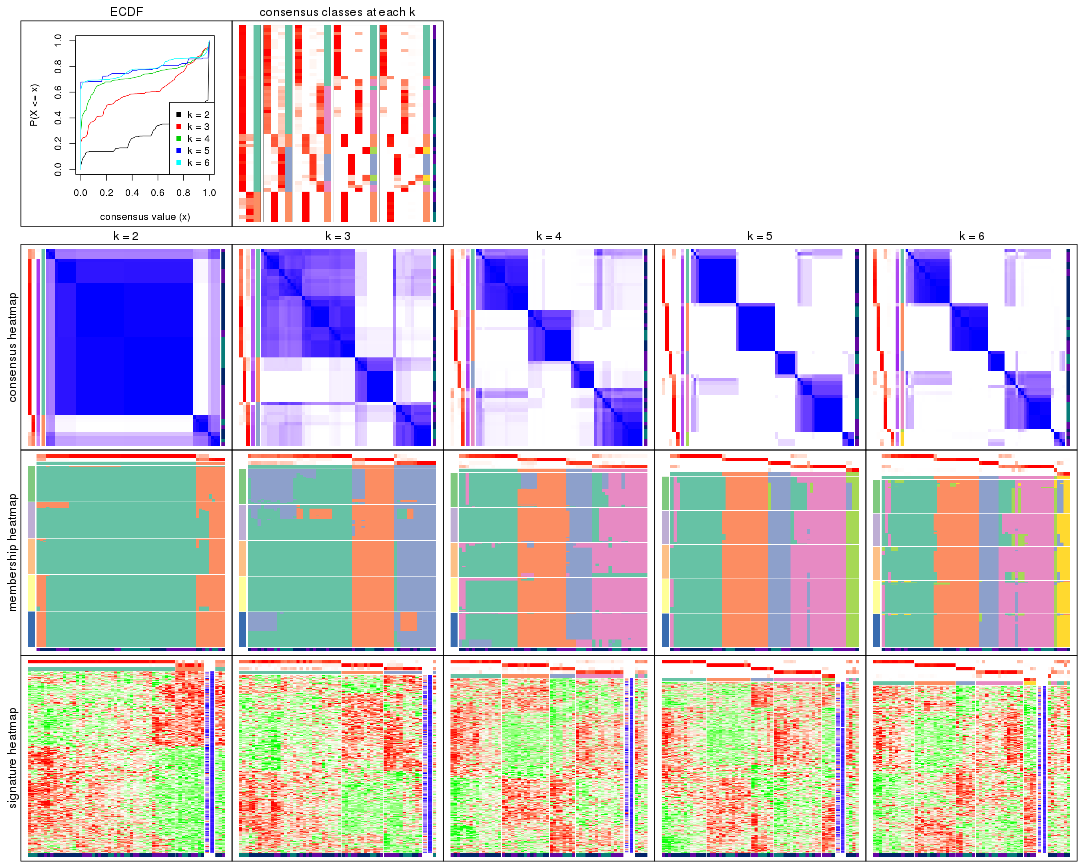 ECDF
consensus classes at each k
P(X <= x)
0.0 0.2 0.4 0.6 0.8 1.0
k = 2
k = 3
k = 4
k = 5
k = 6
0.0 0.2 0.4 0.6 0.8 1.0
consensus value (x)
k = 2
k = 3
k = 4
k = 5
k = 6
consensus heatmap
membership heatmap
signature heatmap